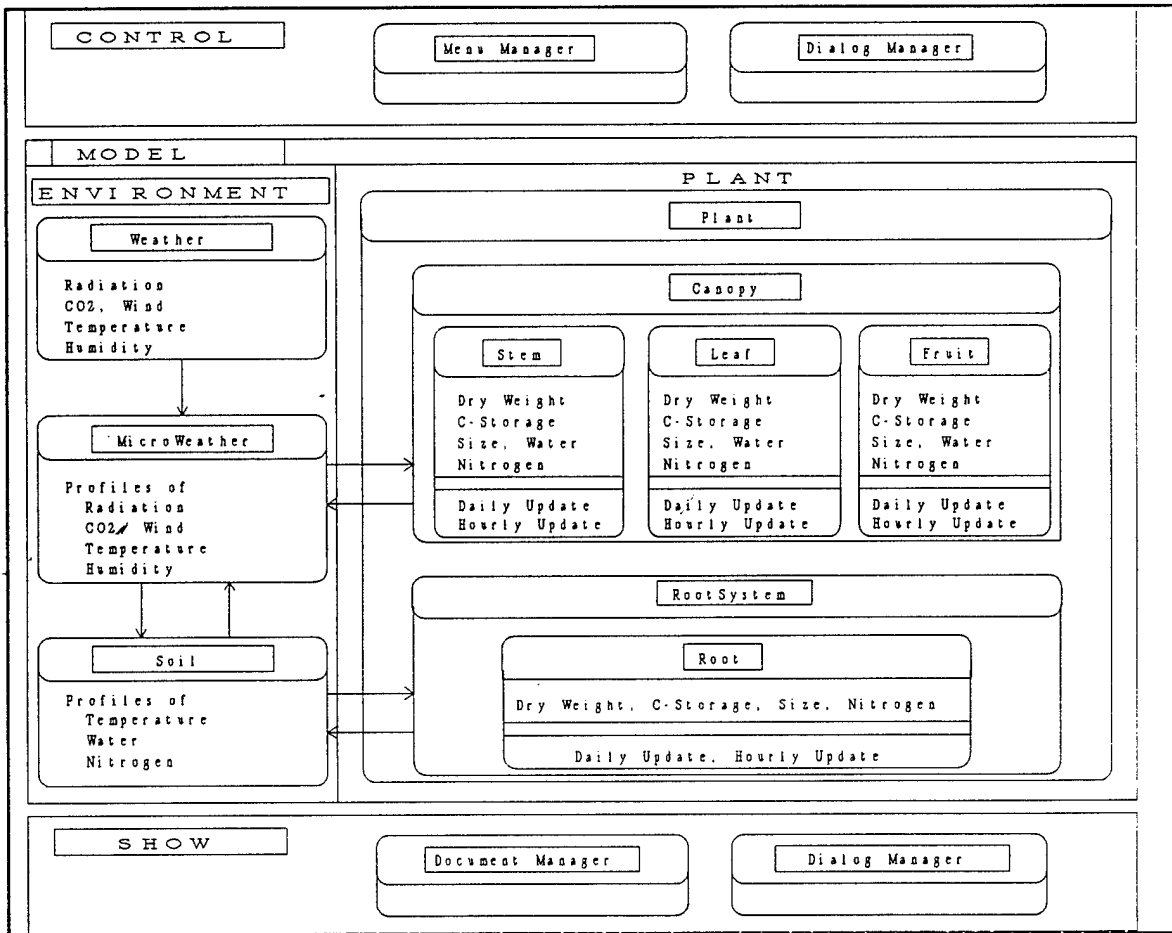 CONTROL
Menu Manager
Dialog Manager
MODEL
ENVIRONMENT
Weather
Radiation
CO2, Wind
Temperature
Humidity
MicroWeather
Profiles of
Radiation
CO2, Wind
Temperature
Humidity
Soil
Profiles of
Temperature
Water
Nitrogen
PLANT
Plant
Canopy
Stem
Dry Weight
C-Storage
Size, Water
Nitrogen
Daily Update
Hourly Update
Leaf
Dry Weight
C-Storage
Size, Water
Nitrogen
Daily Update
Hourly Update
Fruit
Dry Weight
C-Storage
Size, Water
Nitrogen
Daily Update
Hourly Update
RootSystem
Root
Dry Weight, C-Storage, Size, Nitrogen
Daily Update, Hourly Update
SHOW
Document Manager
Dialog Manager